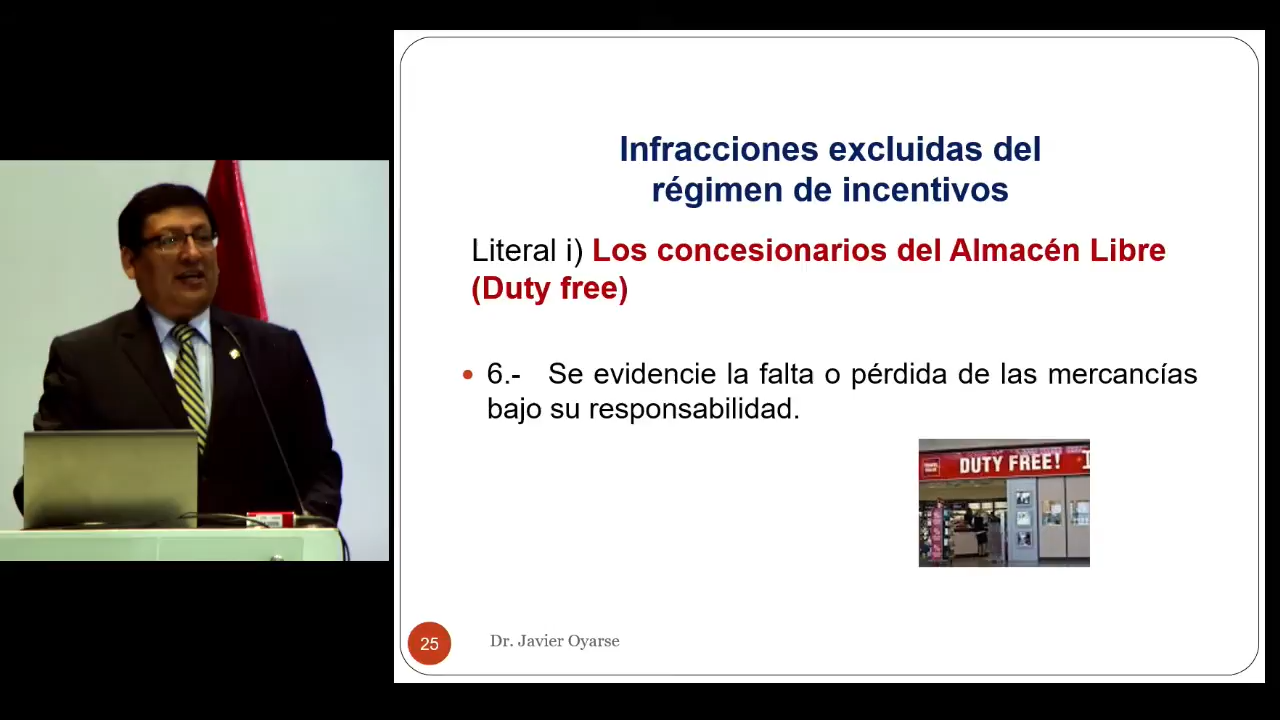 Infracciones excluidas del
régimen de incentivos
Literal i) Los concesionarios del Almacén Libre
(Duty free)
• 6.- Se evidencie la falta o pérdida de las mercancías
bajo su responsabilidad.
DUTY FREE!
25
Dr. Javier Oyarse